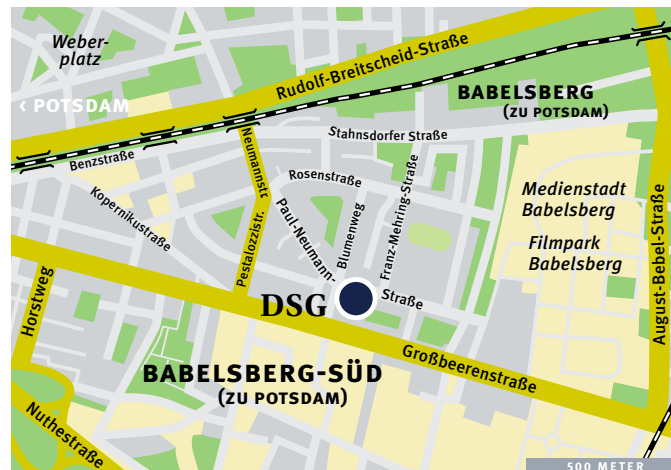 Weber-
platz
Rudolf-Breitscheid-Straße
‹ POTSDAM
BABELSBERG
(ZU POTSDAM)
Stahnsdorfer Straße
Benzstraße
Neumannstr.
Rosenstraße
Kopernikustraße
Paul-Neumann-
Blumenweg
Franz-Mehring-Straße
Medienstadt
Babelsberg
Filmpark
Babelsberg
August-Bebel-Straße
Pestalozzistr.
Straße
DSG
Horstweg
Großbeerenstraße
BABELSBERG-SÜD
(ZU POTSDAM)
Nuthestraße
500 METER